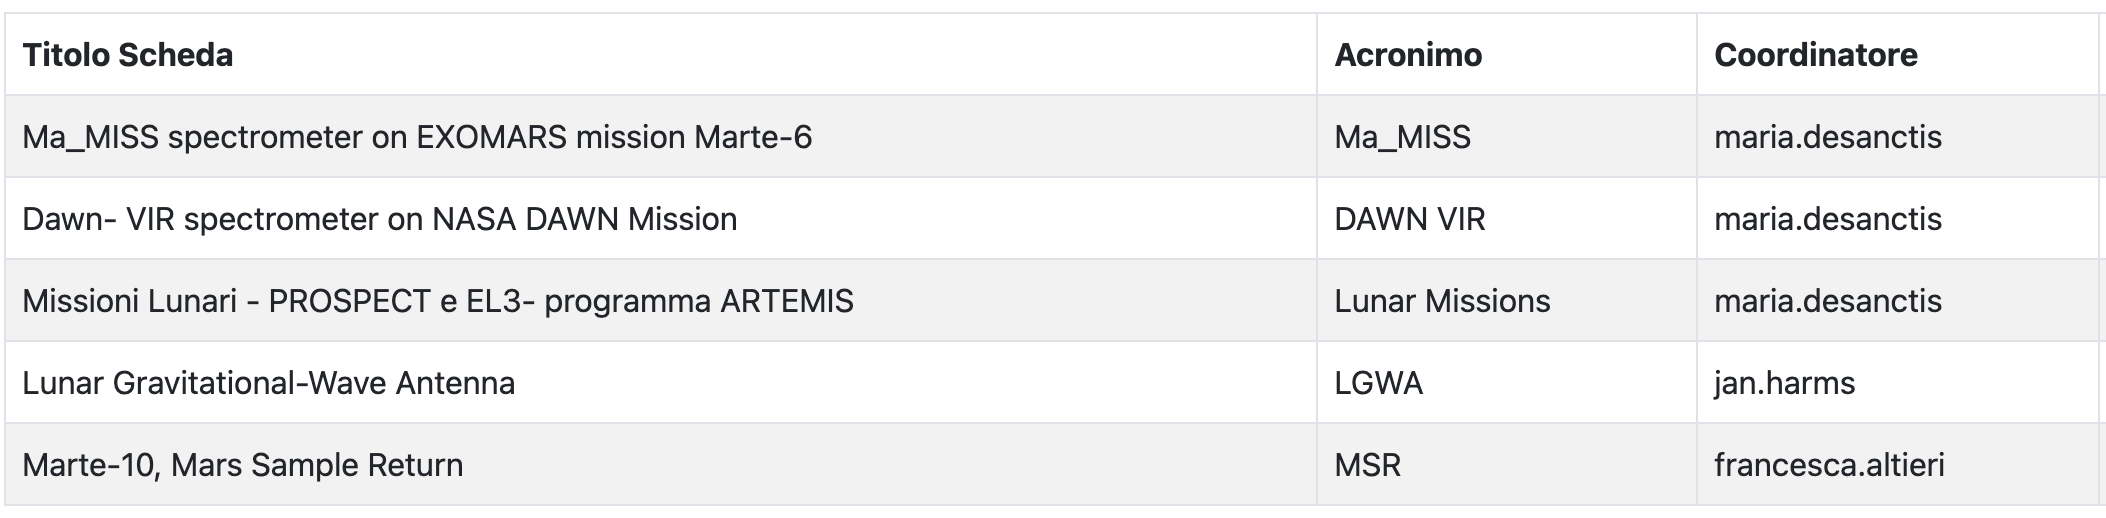 Titolo Scheda Acronimo Coordinatore
Ma_MISS spectrometer on EXOMARS mission Marte-6 Ma_MISS maria.desanctis
Dawn- VIR spectrometer on NASA DAWN Mission DAWN VIR maria.desanctis
Missioni Lunari - PROSPECT e EL3- programma ARTEMIS Lunar Missions maria.desanctis
Lunar Gravitational-Wave Antenna LGWA jan.harms
Marte-10, Mars Sample Return MSR francesca.altieri